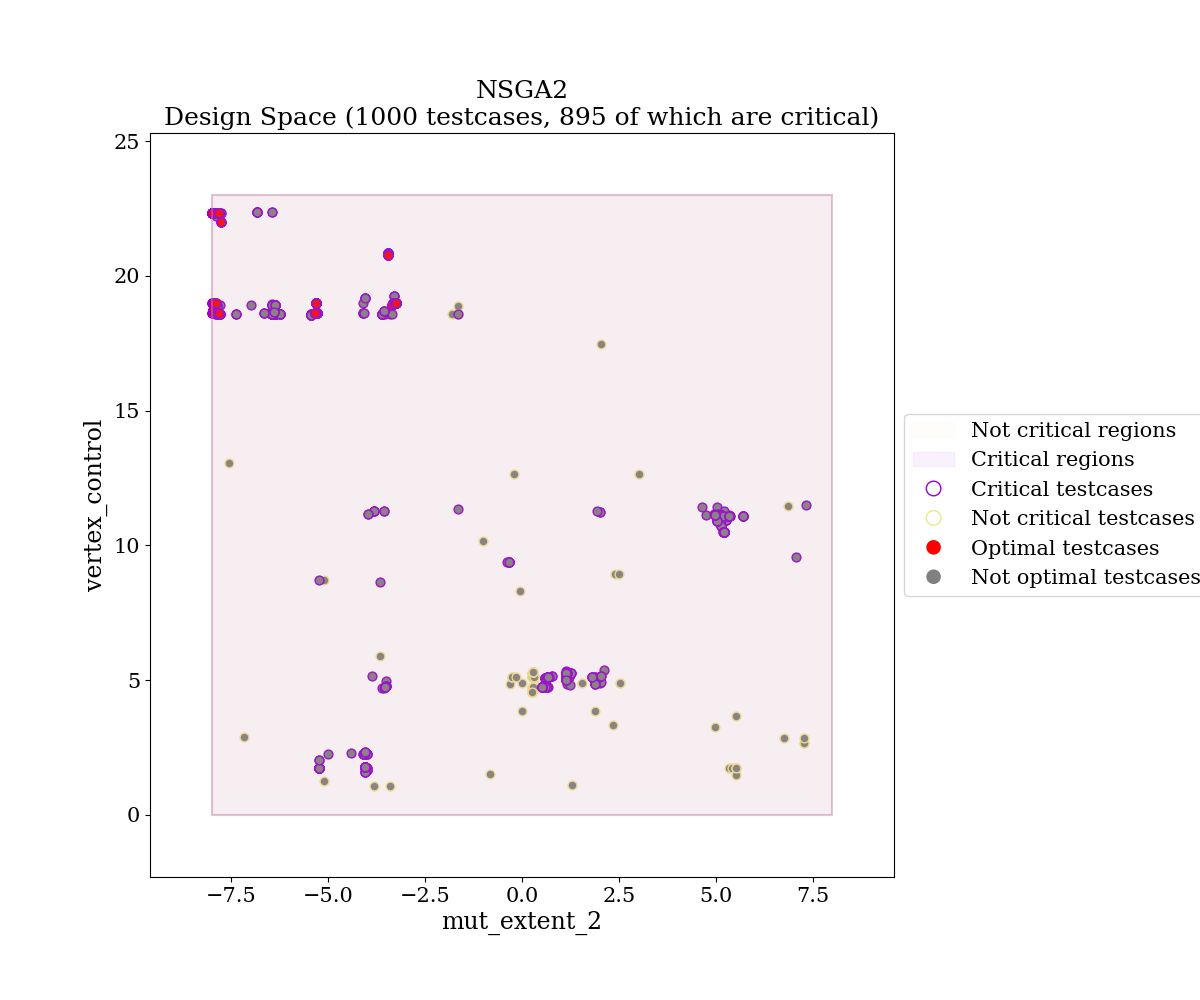 NSGA2
Design Space (1000 testcases, 895 of which are critical)
25
20
15
10
5
0
vertex_control
−7.5 −5.0 −2.5 0.0 2.5 5.0 7.5
mut_extent_2
Not critical regions
Critical regions
Critical testcases
Not critical testcases
Optimal testcases
Not optimal testcases